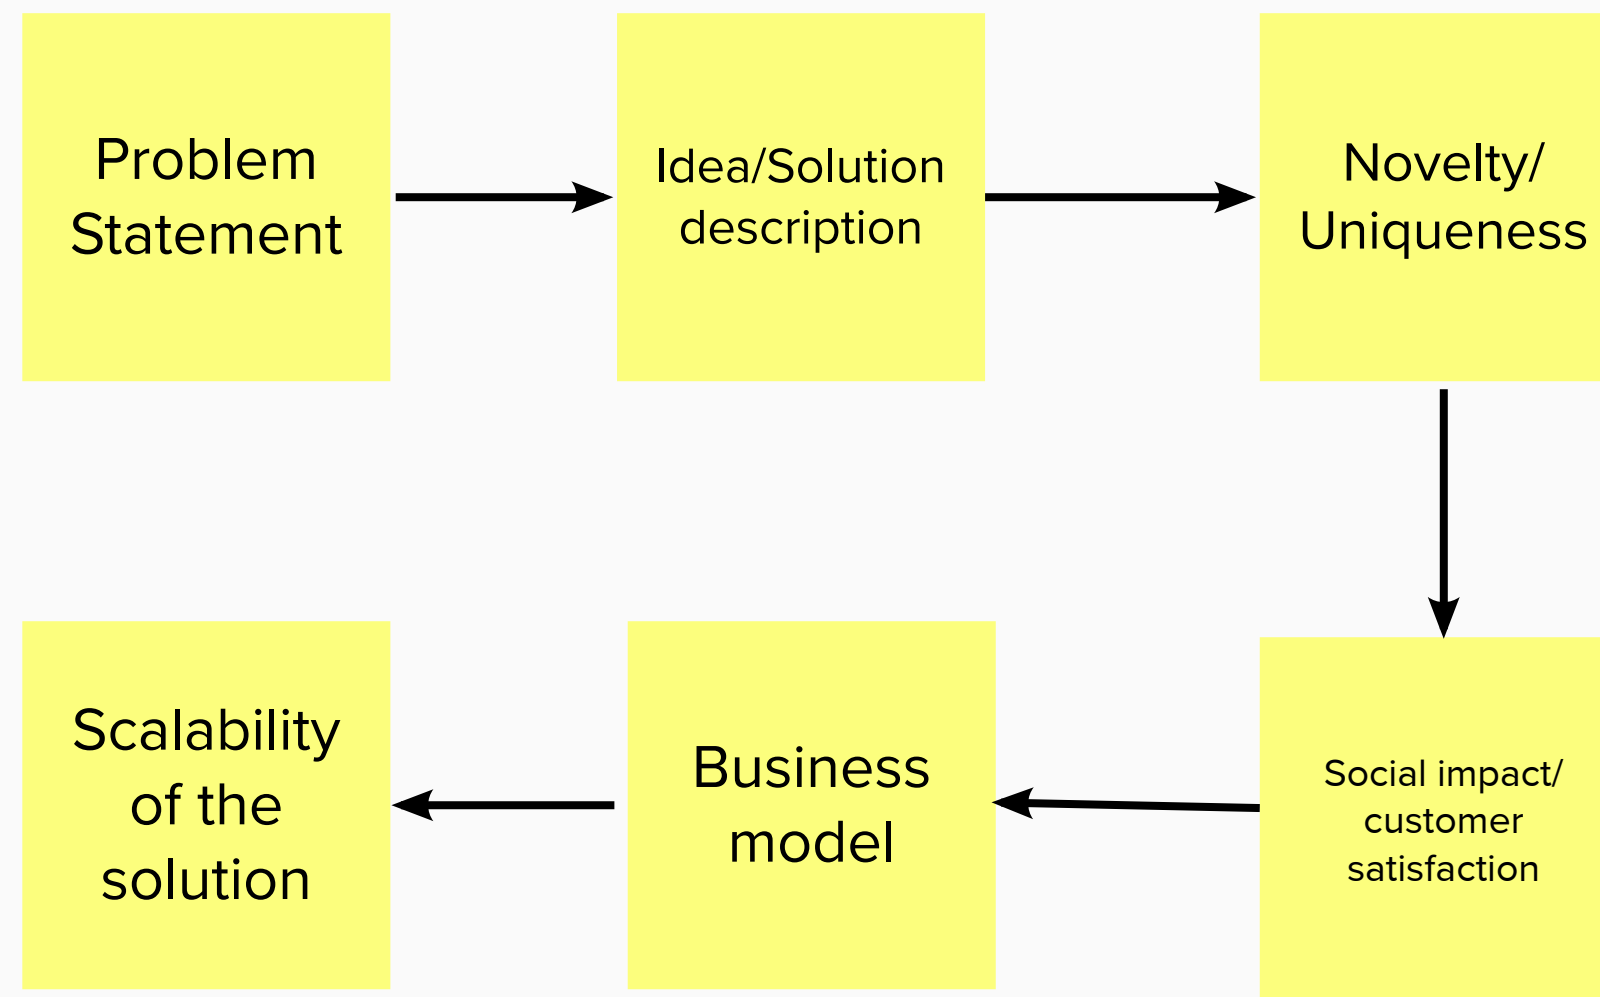 Problem
Statement
Idea/Solution
description
Novelty/
Uniqueness
Scalability
of the
solution
Business
model
Social impact/
customer
satisfaction